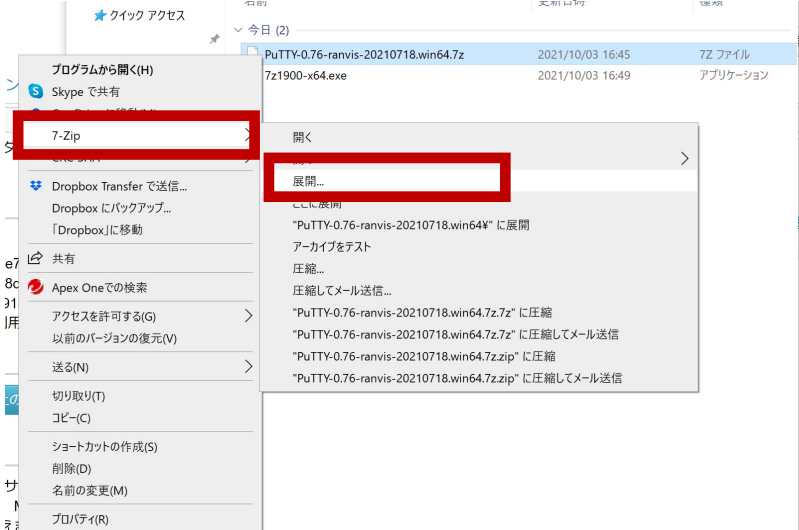 クイック アクセス
今日 (2)
PuTTY-0.76-ranvis-20210718.win64.7z 2021/10/03 16:45 7Z ファイル
7z1900-x64.exe 2021/10/03 16:49 アプリケーション
プログラムから開く(H)
Skype で共有
7-Zip
Dropbox Transfer で送信...
Dropbox にバックアップ...
「Dropbox」に移動
共有
Apex Oneでの検索
アクセスを許可する(G)
以前のバージョンの復元(V)
送る(N)
切り取り(T)
コピー(C)
ショートカットの作成(S)
削除(D)
名前の変更(M)
プロパティ(R)
開く
展開...
ここに展開
"PuTTY-0.76-ranvis-20210718.win64¥" に展開
アーカイブをテスト
圧縮...
圧縮してメール送信...
"PuTTY-0.76-ranvis-20210718.win64.7z.7z" に圧縮
"PuTTY-0.76-ranvis-20210718.win64.7z.7z" に圧縮してメール送信
"PuTTY-0.76-ranvis-20210718.win64.7z.zip" に圧縮
"PuTTY-0.76-ranvis-20210718.win64.7z.zip" に圧縮してメール送信